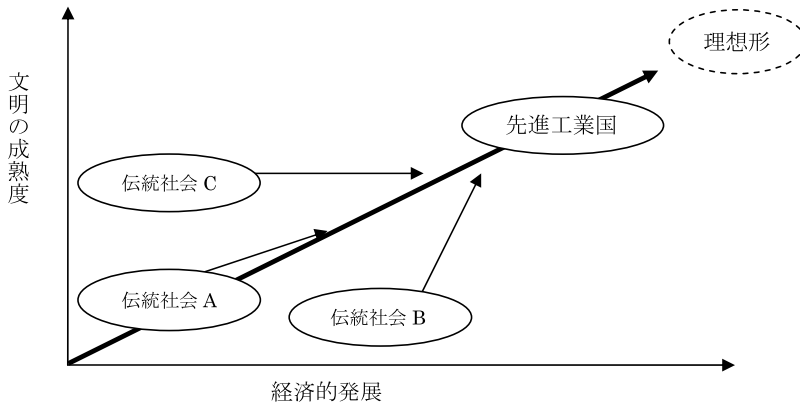 理想形
文明の成熟度
先進工業国
伝統社会 C
伝統社会 A
伝統社会 B
経済的発展